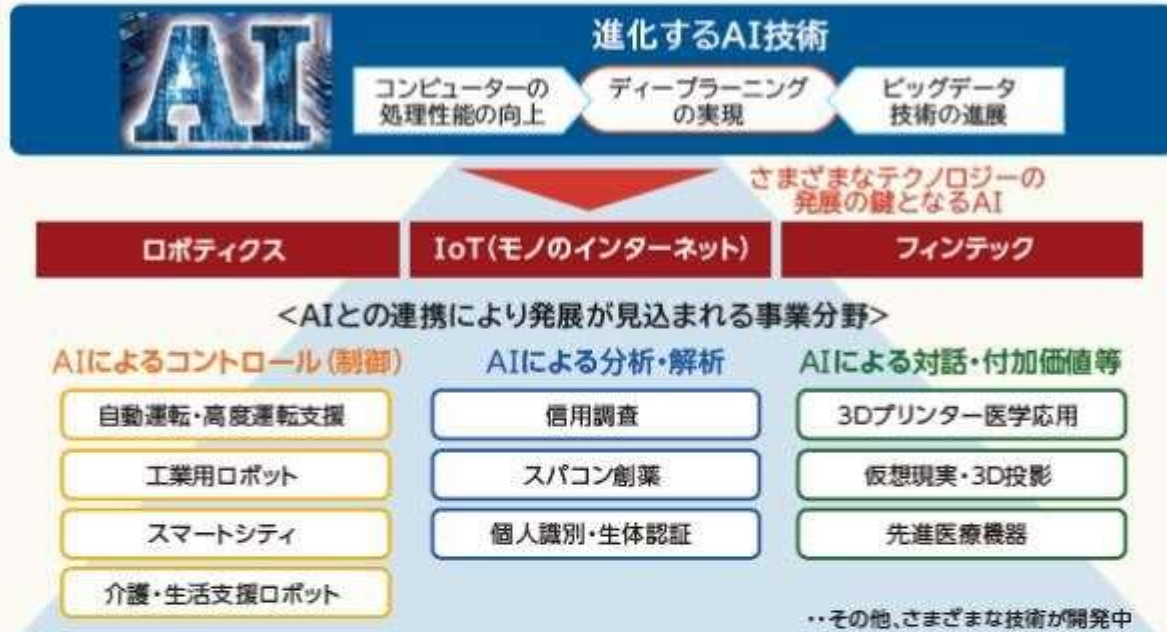 AI
進化するAI技術
コンピューターの
処理性能の向上
ディープラーニング
の実現
ビッグデータ
技術の進展
さまざまなテクノロジーの
発展の鍵となるAI
ロボティクス
IoT(モノのインターネット)
フィンテック
<AIとの連携により発展が見込まれる事業分野>
AIによるコントロール(制御)
自動運転・高度運転支援
工業用ロボット
スマートシティ
介護・生活支援ロボット
AIによる分析・解析
信用調査
スパコン創薬
個人識別・生体認証
AIによる対話・付加価値等
3Dプリンター医学応用
仮想現実・3D投影
先進医療機器
‥その他、さまざまな技術が開発中